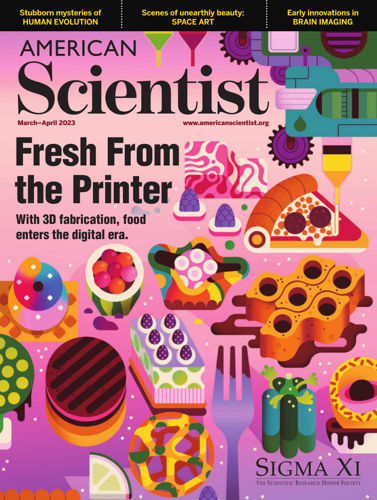 Stubborn mysteries of
HUMAN EVOLUTION
Scenes of unearthly beauty:
SPACE ART
Early innovations in
BRAIN IMAGING
AMERICAN
Scientist
March–April 2023
www.americanscientist.org
Fresh From
the Printer
With 3D fabrication, food
enters the digital era.
SIGMA XI
THE SCIENTIFIC RESEARCH HONOR SOCIETY